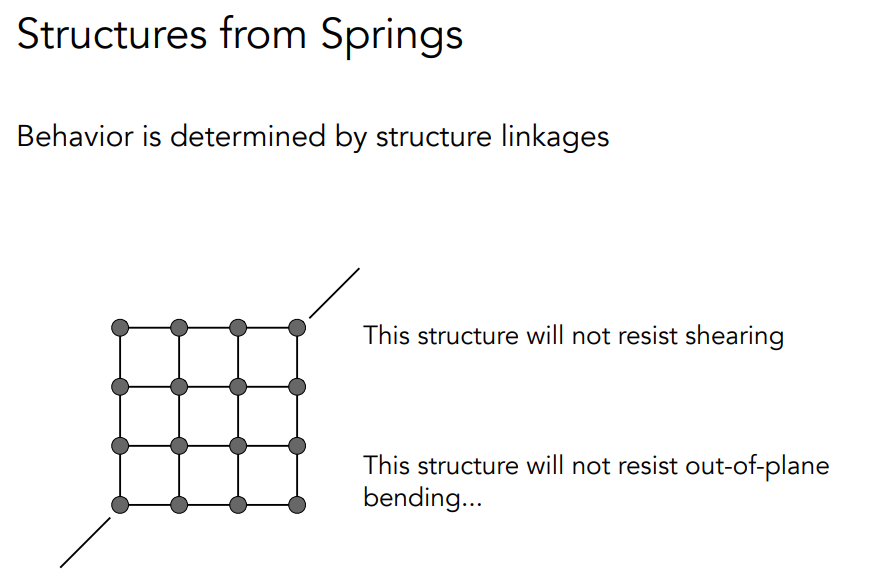 Structures from Springs
Behavior is determined by structure linkages
This structure will not resist shearing
This structure will not resist out-of-plane
bending...